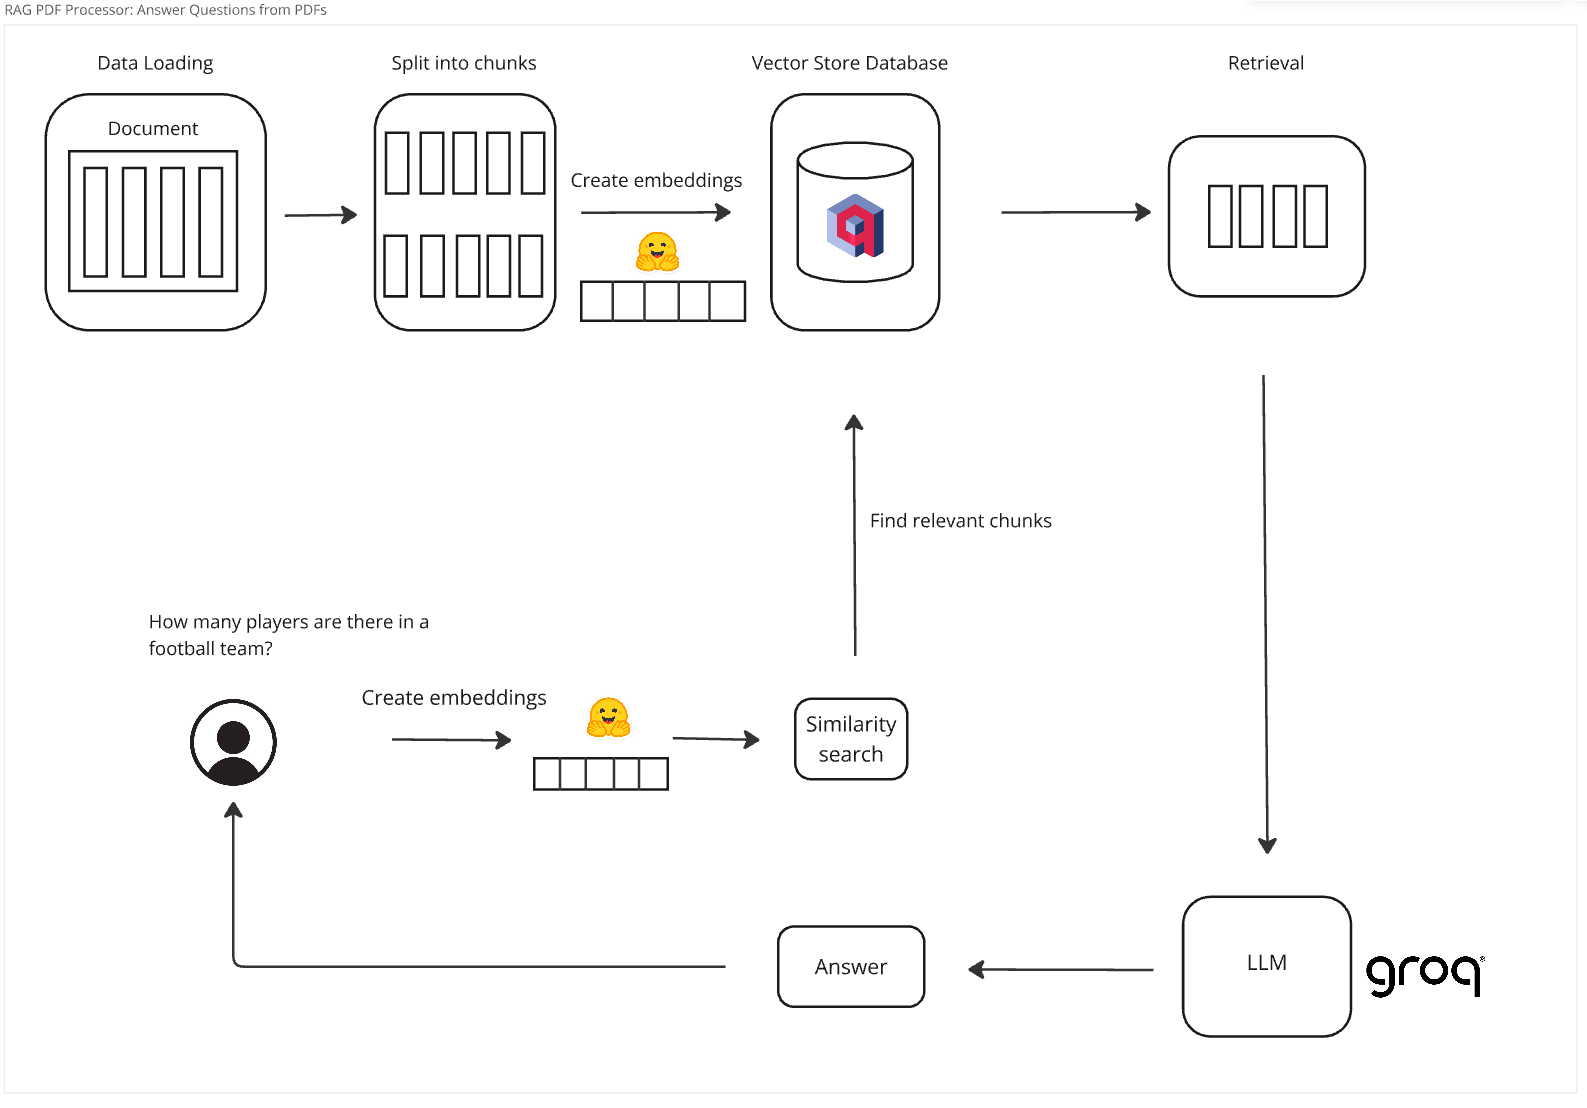 RAG PDF Processor: Answer Questions from PDFs
Data Loading
Split into chunks
Vector Store Database
Retrieval
Document
Create embeddings
Find relevant chunks
How many players are there in a
football team?
Create embeddings
Similarity
search
Answer
LLM
groq®